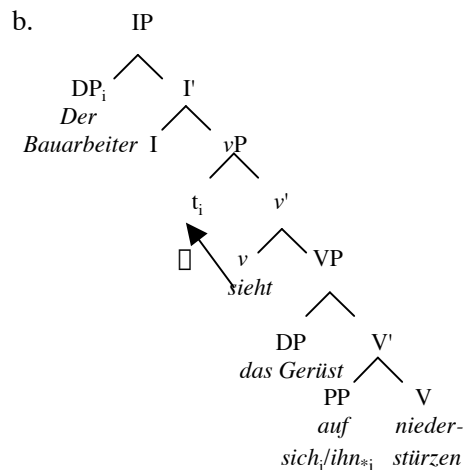 b.
IP
DPi I'
Der
Bauarbeiter I vP
ti v'
v VP
sieht
DP V'
das Gerüst
PP V
auf nieder-
sichi/ihn*i stürzen